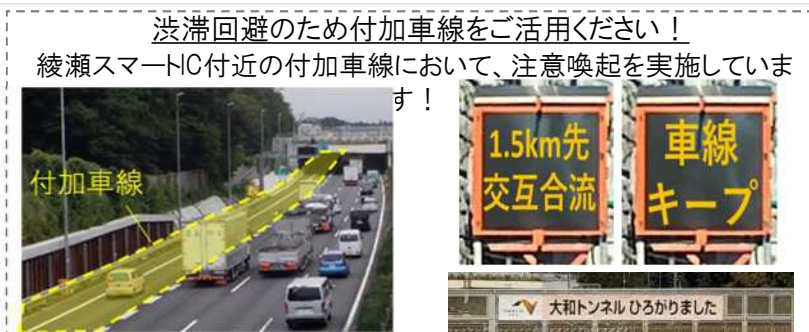 渋滞回避のため付加車線をご活用ください！
綾瀬スマートIC付近の付加車線において、注意喚起を実施していま
す！
付加車線
1.5km先
交互合流
車線
キープ
大和トンネル ひろがりました